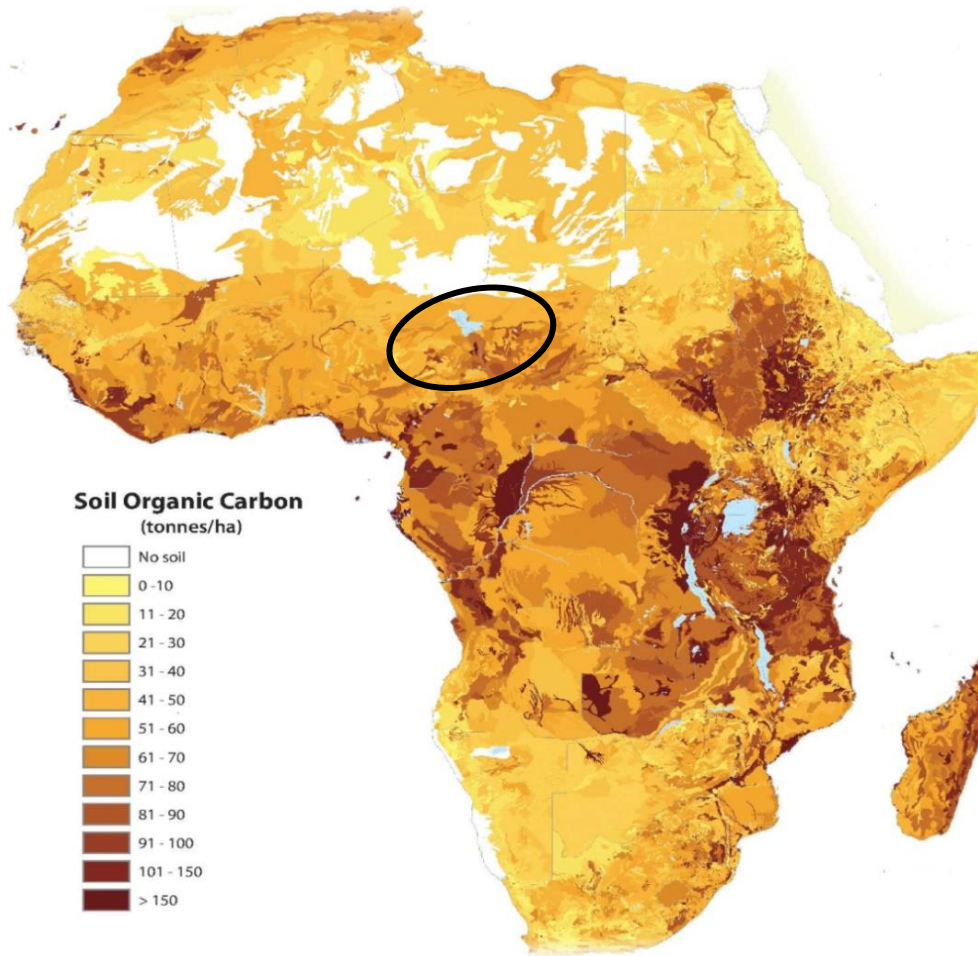 Soil Organic Carbon
(tonnes/ha)
No soil
0 -10
11 - 20
21 - 30
31 - 40
41 - 50
51 - 60
61 - 70
71 - 80
81 - 90
91 - 100
101 - 150
> 150